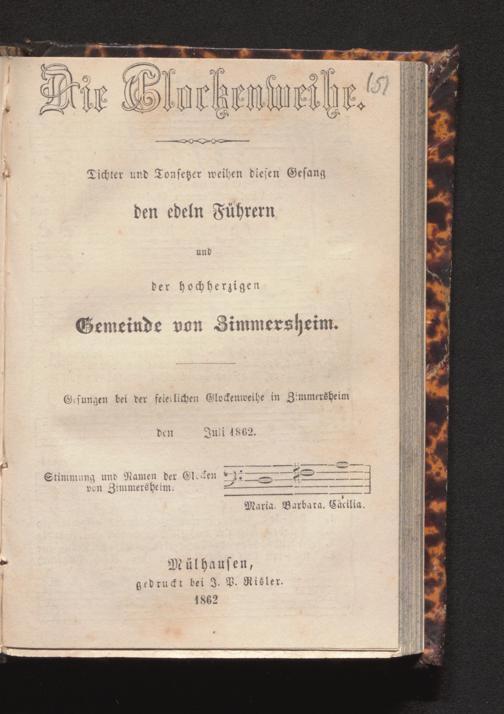 Die Glockenweihe.
(5)
Dichter und Tonsetzer weihen diesen Gesang
den edeln Führern
und
der hochherzigen
Gemeinde von Zimmersheim.
Gesungen bei der feierlichen Glockenweihe in Zimmersheim
den Juli 1862.
Stimmung und Namen der Glocken
von Zimmersheim.
Maria. Barbara. Cäcilia.
Mülhausen,
gedruckt bei J. P. Risler.
1862